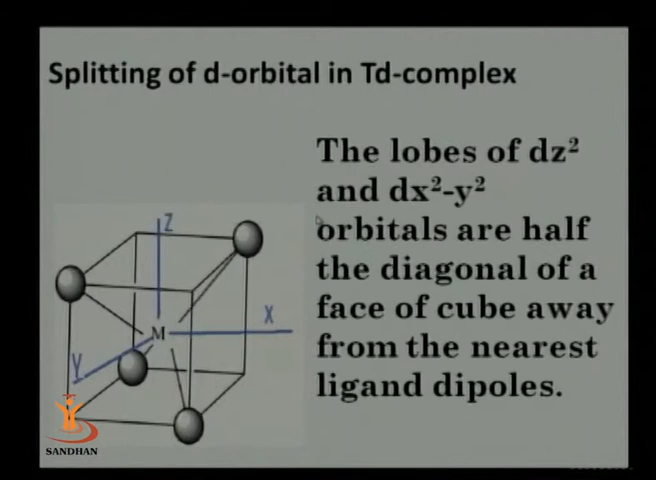 Splitting of d-orbital in Td-complex
The lobes of dz²
and dx²-y²
orbitals are half
the diagonal of a
face of cube away
from the nearest
ligand dipoles.
Z
X
M
Y
SANDHAN